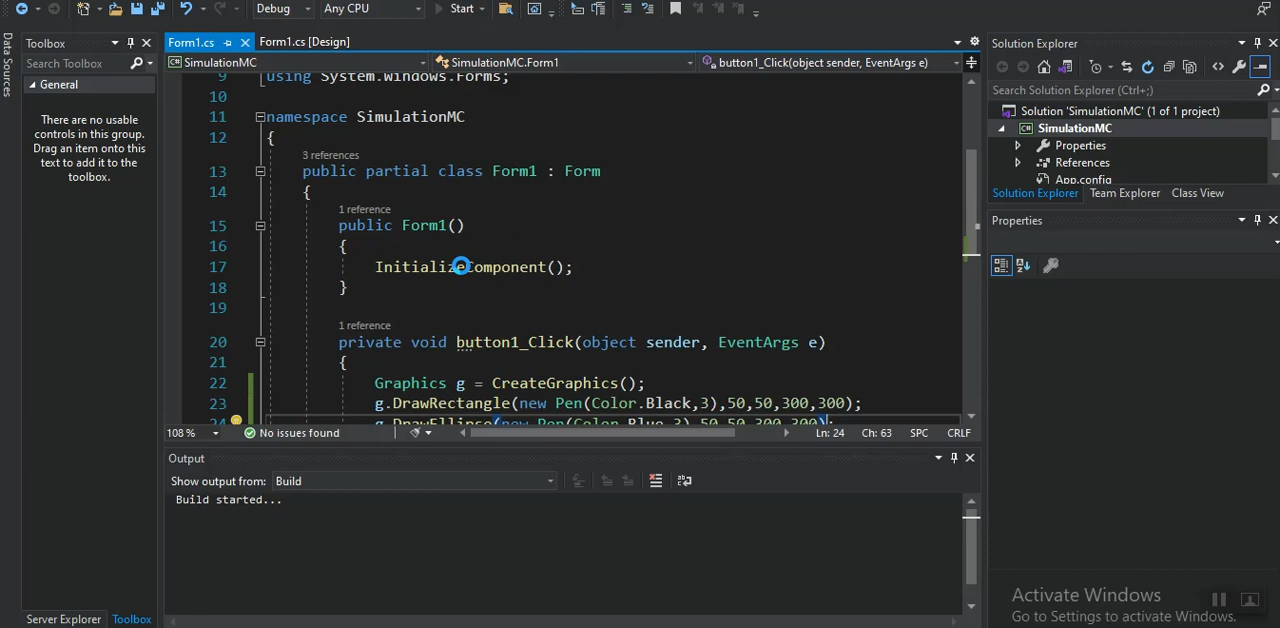 Debug
Any CPU
Start
Data Sources
Toolbox
Search Toolbox
General
There are no usable
controls in this group.
Drag an item onto this
text to add it to the
toolbox.
Server Explorer
Toolbox
Form1.cs
Form1.cs [Design]
SimulationMC
SimulationMC.Form1
button1_Click(object sender, EventArgs e)
9 using System.Windows.Forms;
10
11 namespace SimulationMC
12 {
3 references
13 public partial class Form1 : Form
14 {
1 reference
15 public Form1()
16 {
17 InitializeComponent();
18 }
19
1 reference
20 private void button1_Click(object sender, EventArgs e)
21 {
22 Graphics g = CreateGraphics();
23 g.DrawRectangle(new Pen(Color.Black,3),50,50,300,300);
24 g.DrawEllipse(new Pen(Color.Blue,3),50,50,300,300);
108 %
No issues found
Ln: 24
Ch: 63
SPC
CRLF
Output
Show output from:
Build
Build started...
Solution Explorer
Search Solution Explorer (Ctrl+;)
Solution 'SimulationMC' (1 of 1 project)
SimulationMC
Properties
References
App.config
Solution Explorer
Team Explorer
Class View
Properties
Activate Windows
Go to Settings to activate Windows.